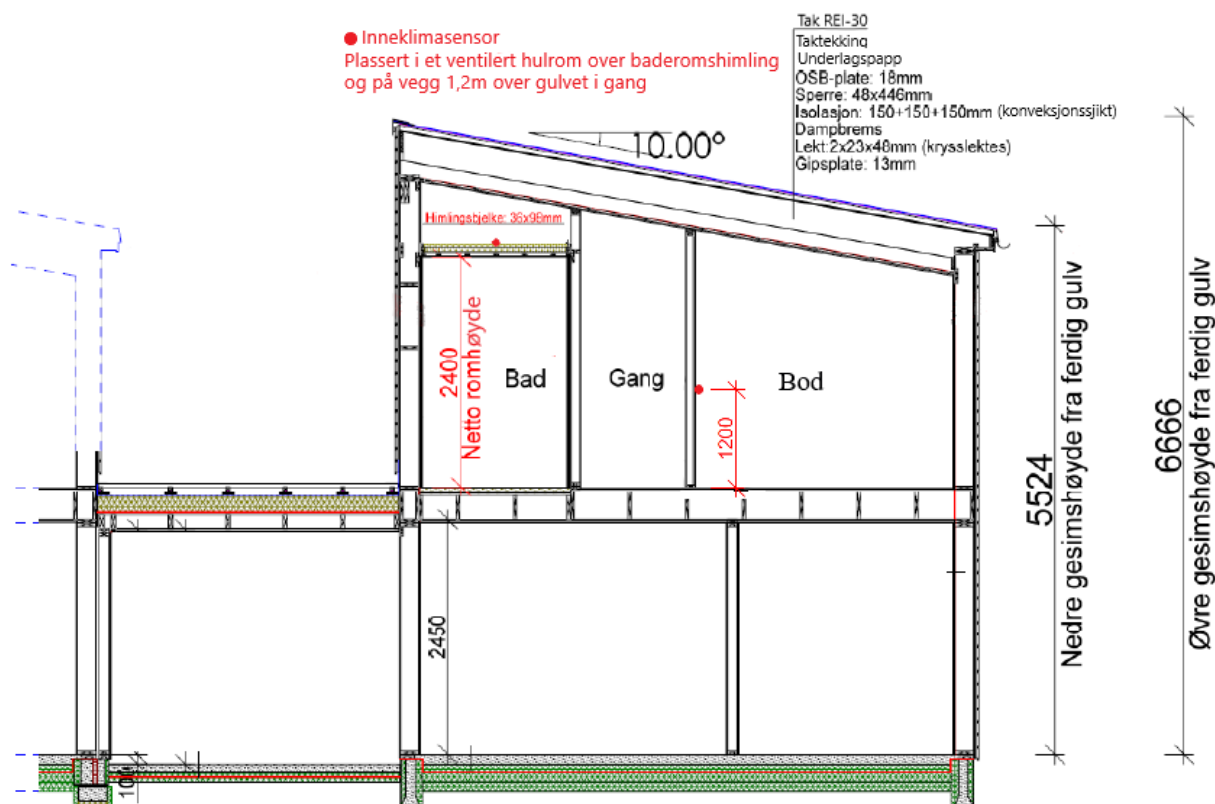 Inneklimasensor
Plassert i et ventilert hulrom over baderomshimling
og på vegg 1,2m over gulvet i gang
Tak REI-30
Taktekking
Underlagspapp
OSB-plate: 18mm
Sperre: 48x446mm
Isolasjon: 150+150+150mm (konveksjonssjikt)
Dampbrems
Lekt:2x23x48mm (krysslektes)
Gipsplate: 13mm
10.00°
Himlingsbjelke: 36x98mm
2400
Netto romhøyde
Bad
Gang
Bod
1200
5524
Nedre gesimshøyde fra ferdig gulv
6666
Øvre gesimshøyde fra ferdig gulv
2450
100